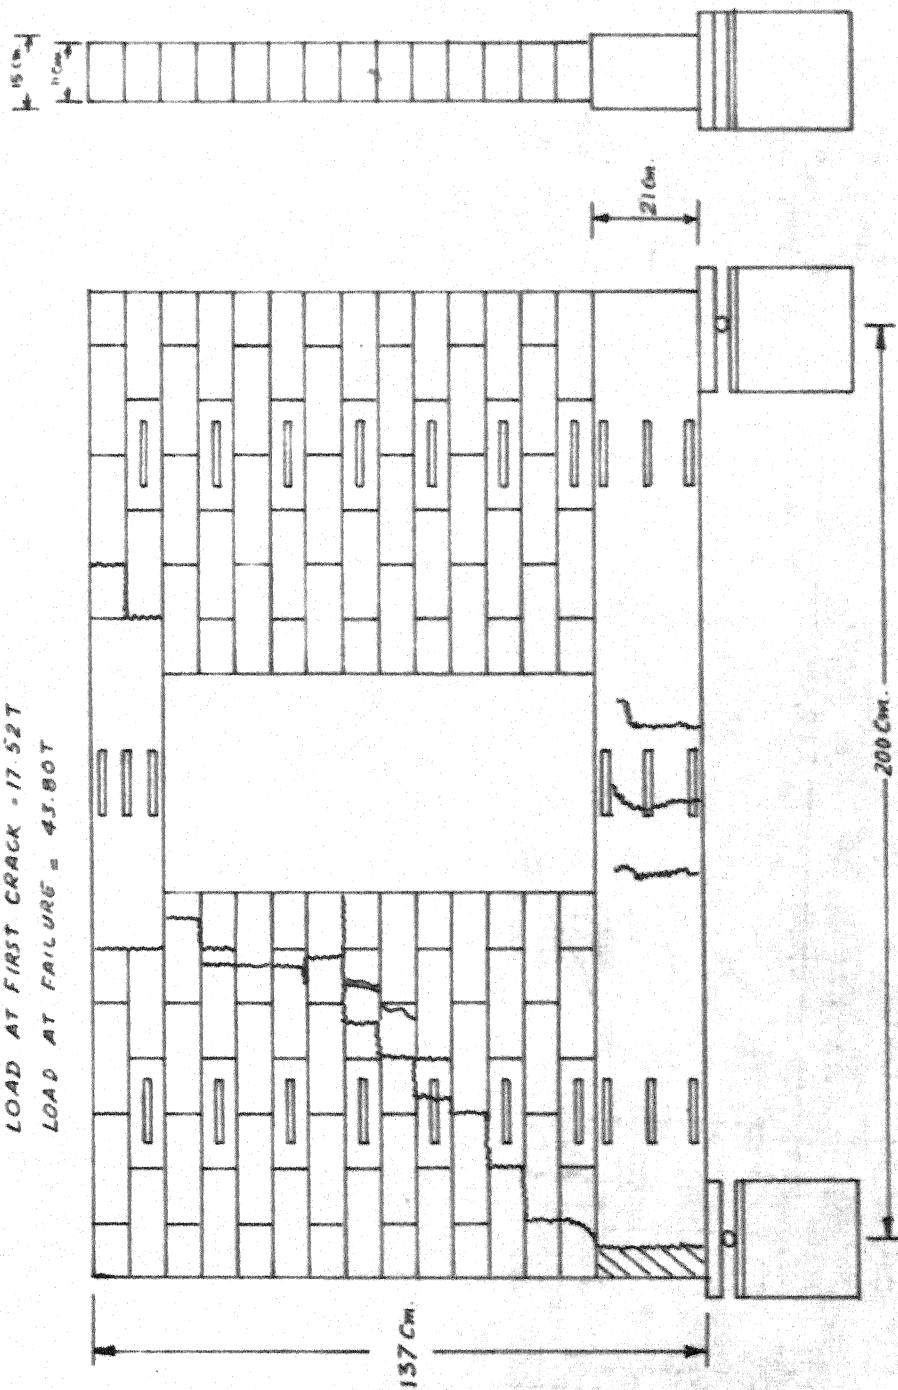 LOAD AT FIRST CRACK = 17.52T
LOAD AT FAILURE = 43.80T
15 Cm.
11 Cm.
21 Cm.
200 Cm.
137 Cm.